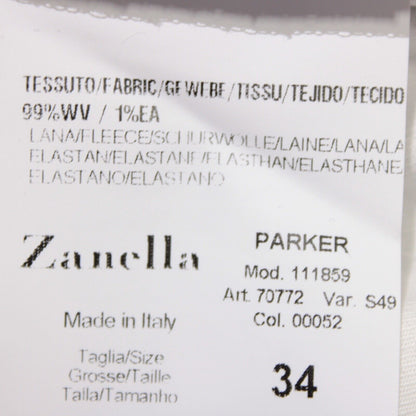 TESSUTO/FABRIC/GEWEBE/TISSU/TEJIDO/TECIDO
99%WV / 1%EA
LANA/FLEECE/SCHURWOLLE/LAINE/LANA/LA
ELASTAN/ELASTANE/ELASTHAN/ELASTHANE/
ELASTANO/ELASTANO
Zanella
PARKER
Mod. 111859
Art. 70772 Var. S49
Col. 00052
Made in Italy
Taglia/Size
Grosse/Taille
Talla/Tamanho
34